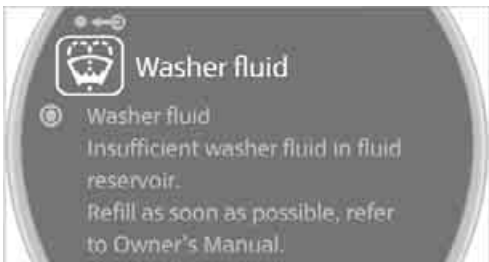 Washer fluid
Washer fluid
Insufficient washer fluid in fluid
reservoir.
Refill as soon as possible, refer
to Owner's Manual.